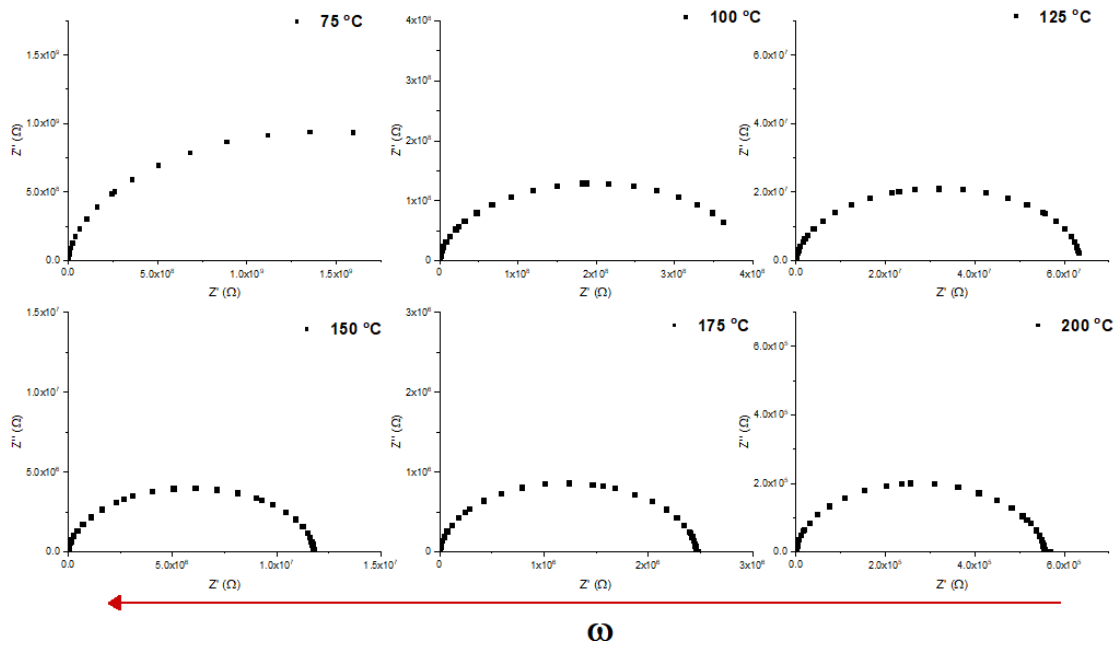 75 °C
1.5x10⁹
1.0x10⁹
5.0x10⁸
0.0
Z'' (Ω)
0.0 5.0x10⁸ 1.0x10⁹ 1.5x10⁹
Z' (Ω)
100 °C
4x10⁸
3x10⁸
2x10⁸
1x10⁸
0
Z'' (Ω)
0 1x10⁸ 2x10⁸ 3x10⁸ 4x10⁸
Z' (Ω)
125 °C
6.0x10⁷
4.0x10⁷
2.0x10⁷
0.0
Z'' (Ω)
0.0 2.0x10⁷ 4.0x10⁷ 6.0x10⁷
Z' (Ω)
150 °C
1.5x10⁷
1.0x10⁷
5.0x10⁶
0.0
Z'' (Ω)
0.0 5.0x10⁶ 1.0x10⁷ 1.5x10⁷
Z' (Ω)
175 °C
3x10⁶
2x10⁶
1x10⁶
0
Z'' (Ω)
0 1x10⁶ 2x10⁶ 3x10⁶
Z' (Ω)
200 °C
6.0x10⁵
4.0x10⁵
2.0x10⁵
0.0
Z'' (Ω)
0.0 2.0x10⁵ 4.0x10⁵ 6.0x10⁵
Z' (Ω)
ω